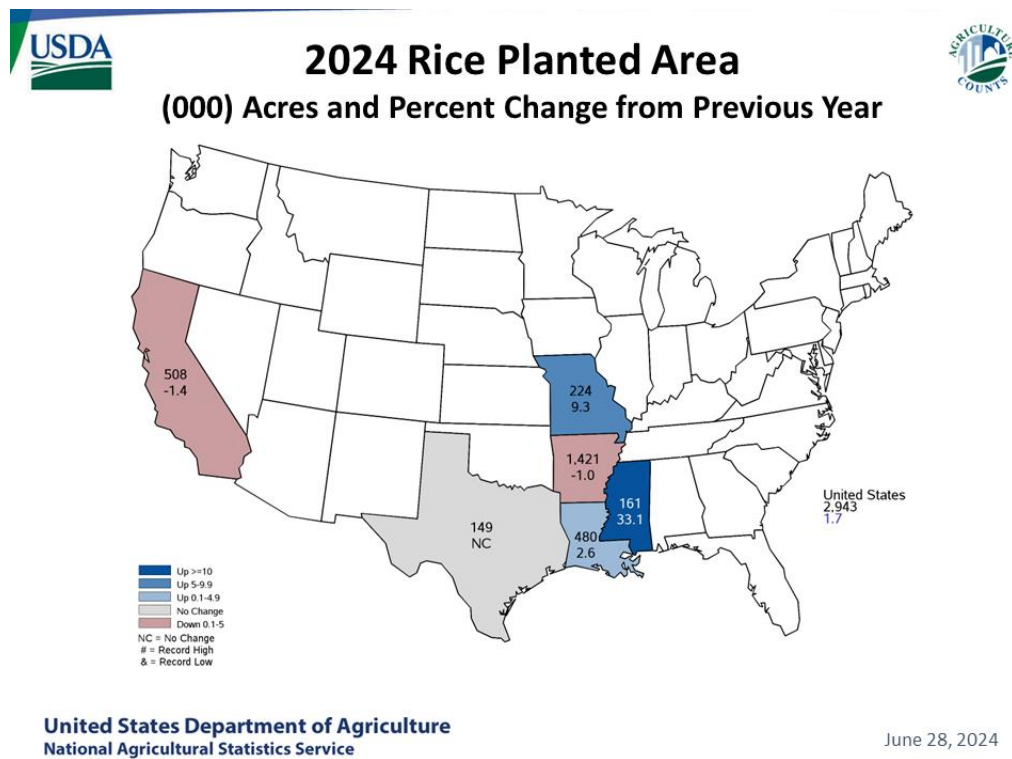 USDA
2024 Rice Planted Area
(000) Acres and Percent Change from Previous Year
AGRICULTURE
COUNTS
508
-1.4
224
9.3
1,421
-1.0
161
33.1
149
NC
480
2.6
United States
2,943
1.7
Up >=10
Up 5-9.9
Up 0.1-4.9
No Change
Down 0.1-5
NC = No Change
# = Record High
& = Record Low
United States Department of Agriculture
National Agricultural Statistics Service
June 28, 2024